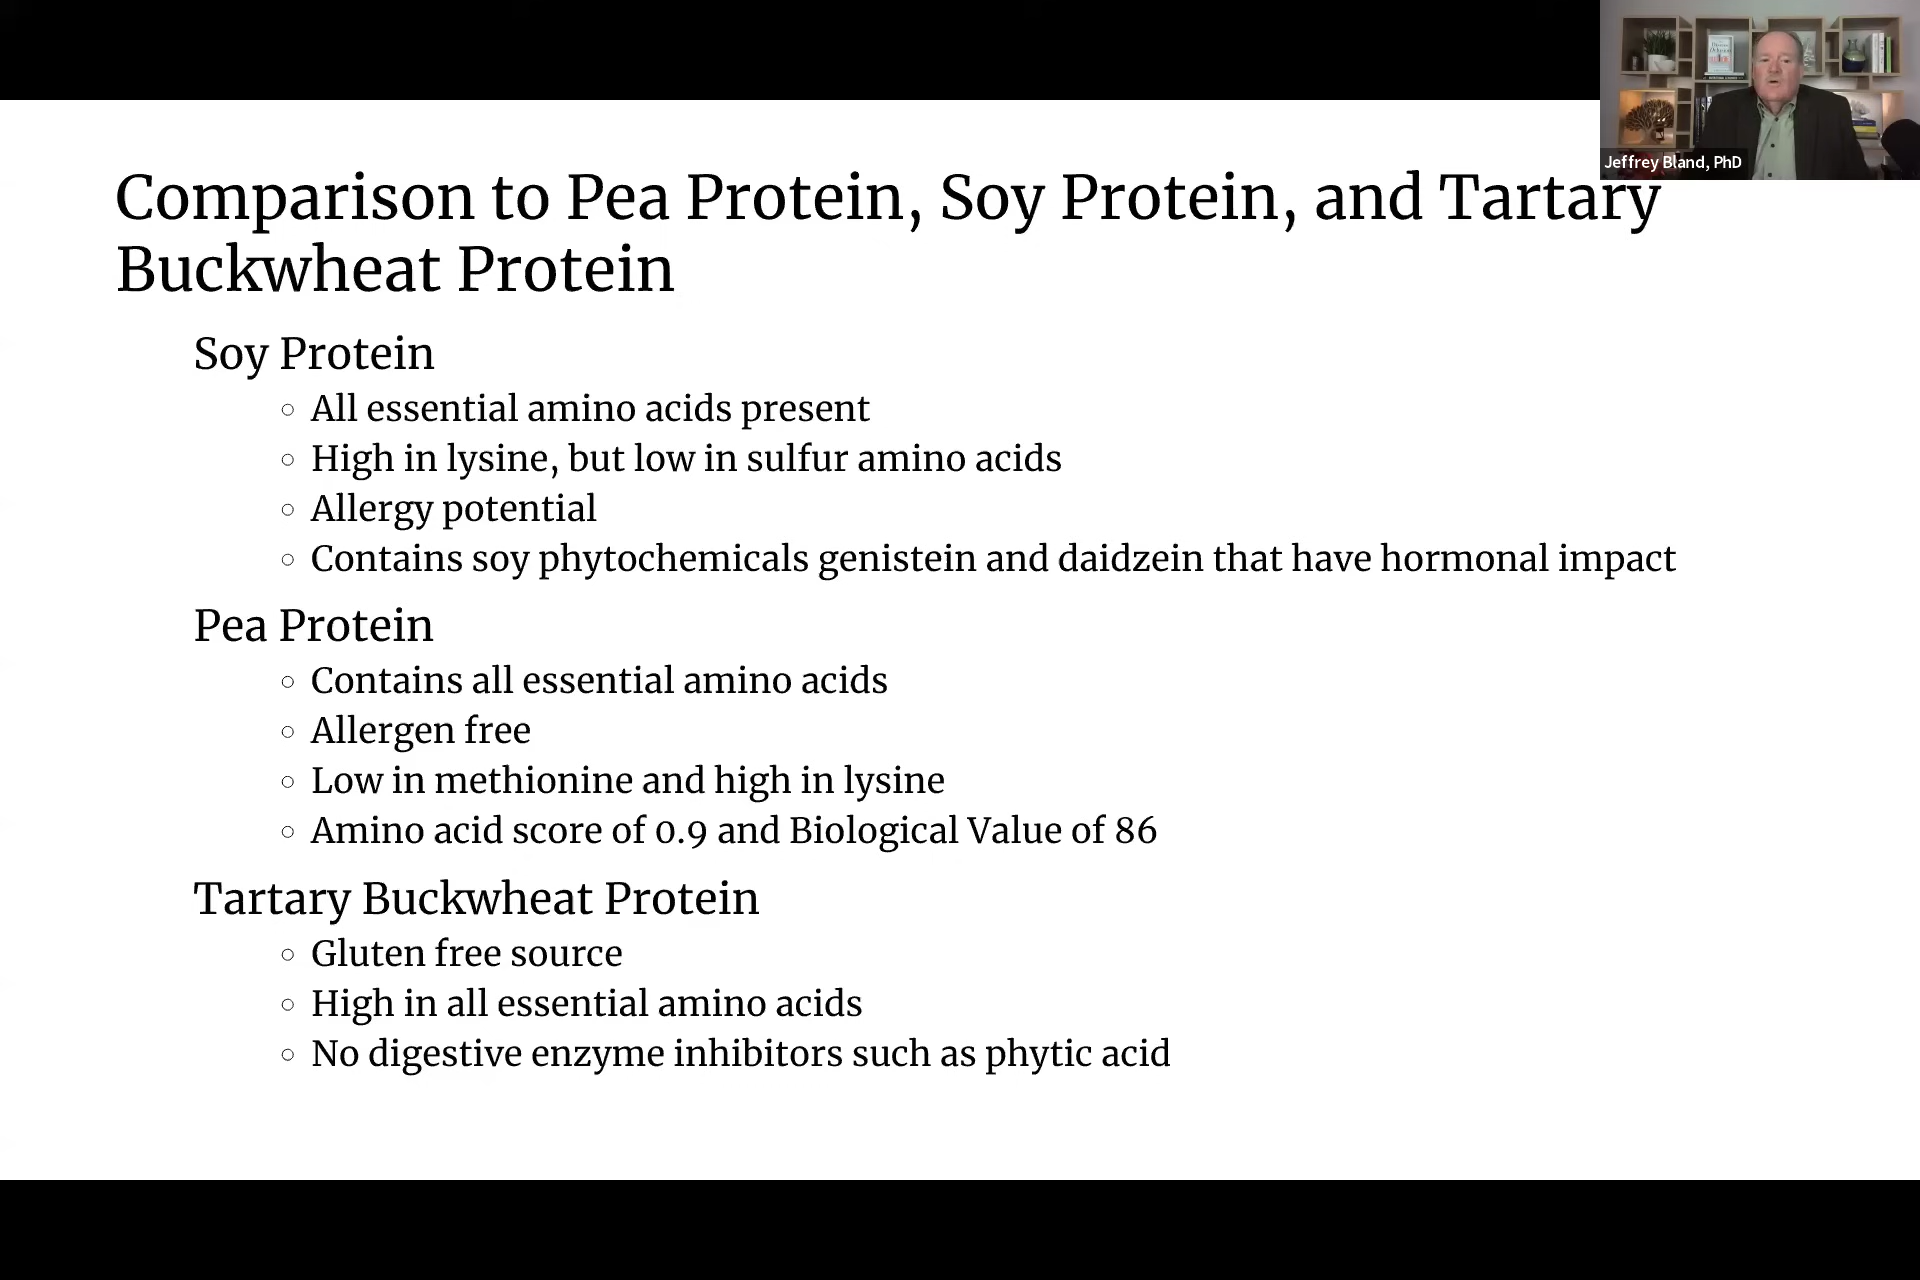 Jeffrey Bland, PhD
Comparison to Pea Protein, Soy Protein, and Tartary
Buckwheat Protein
Soy Protein
○ All essential amino acids present
○ High in lysine, but low in sulfur amino acids
○ Allergy potential
○ Contains soy phytochemicals genistein and daidzein that have hormonal impact
Pea Protein
○ Contains all essential amino acids
○ Allergen free
○ Low in methionine and high in lysine
○ Amino acid score of 0.9 and Biological Value of 86
Tartary Buckwheat Protein
○ Gluten free source
○ High in all essential amino acids
○ No digestive enzyme inhibitors such as phytic acid